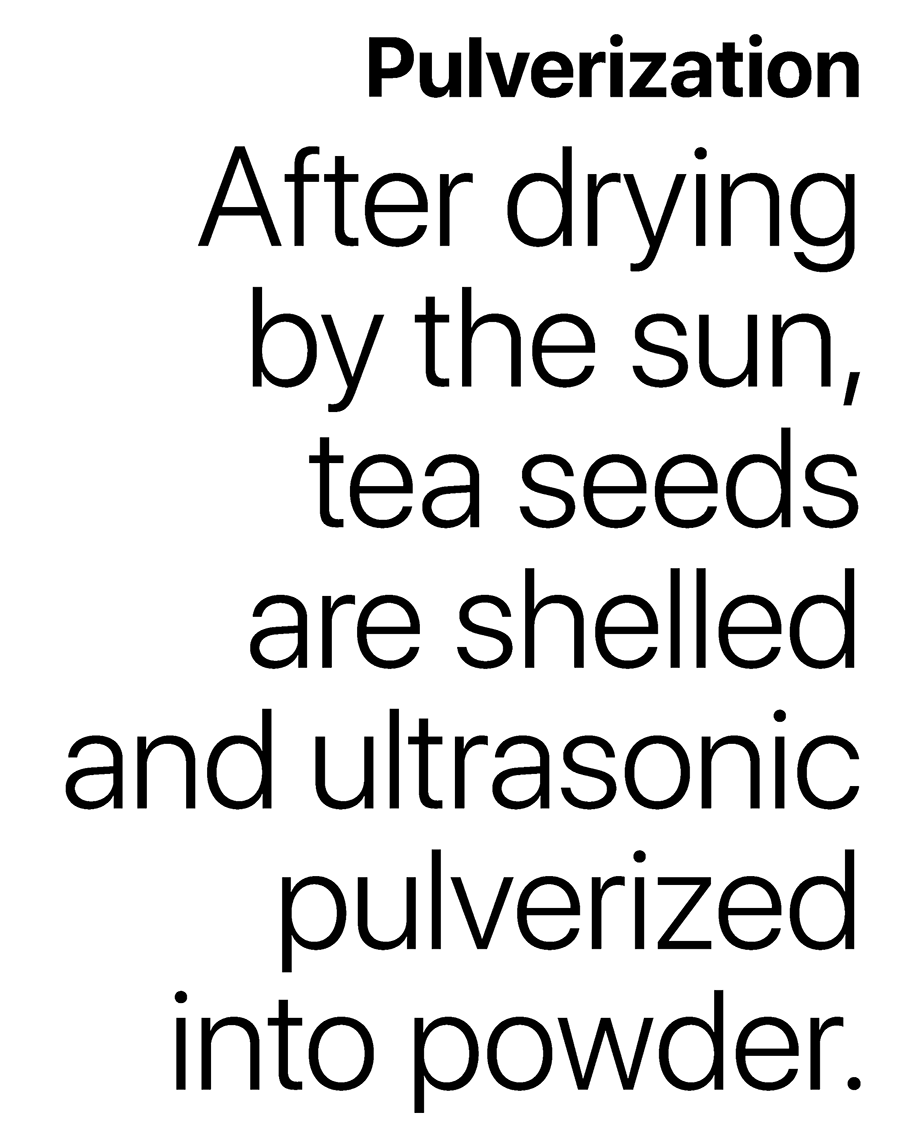 Pulverization
After drying
by the sun,
tea seeds
are shelled
and ultrasonic
pulverized
into powder.